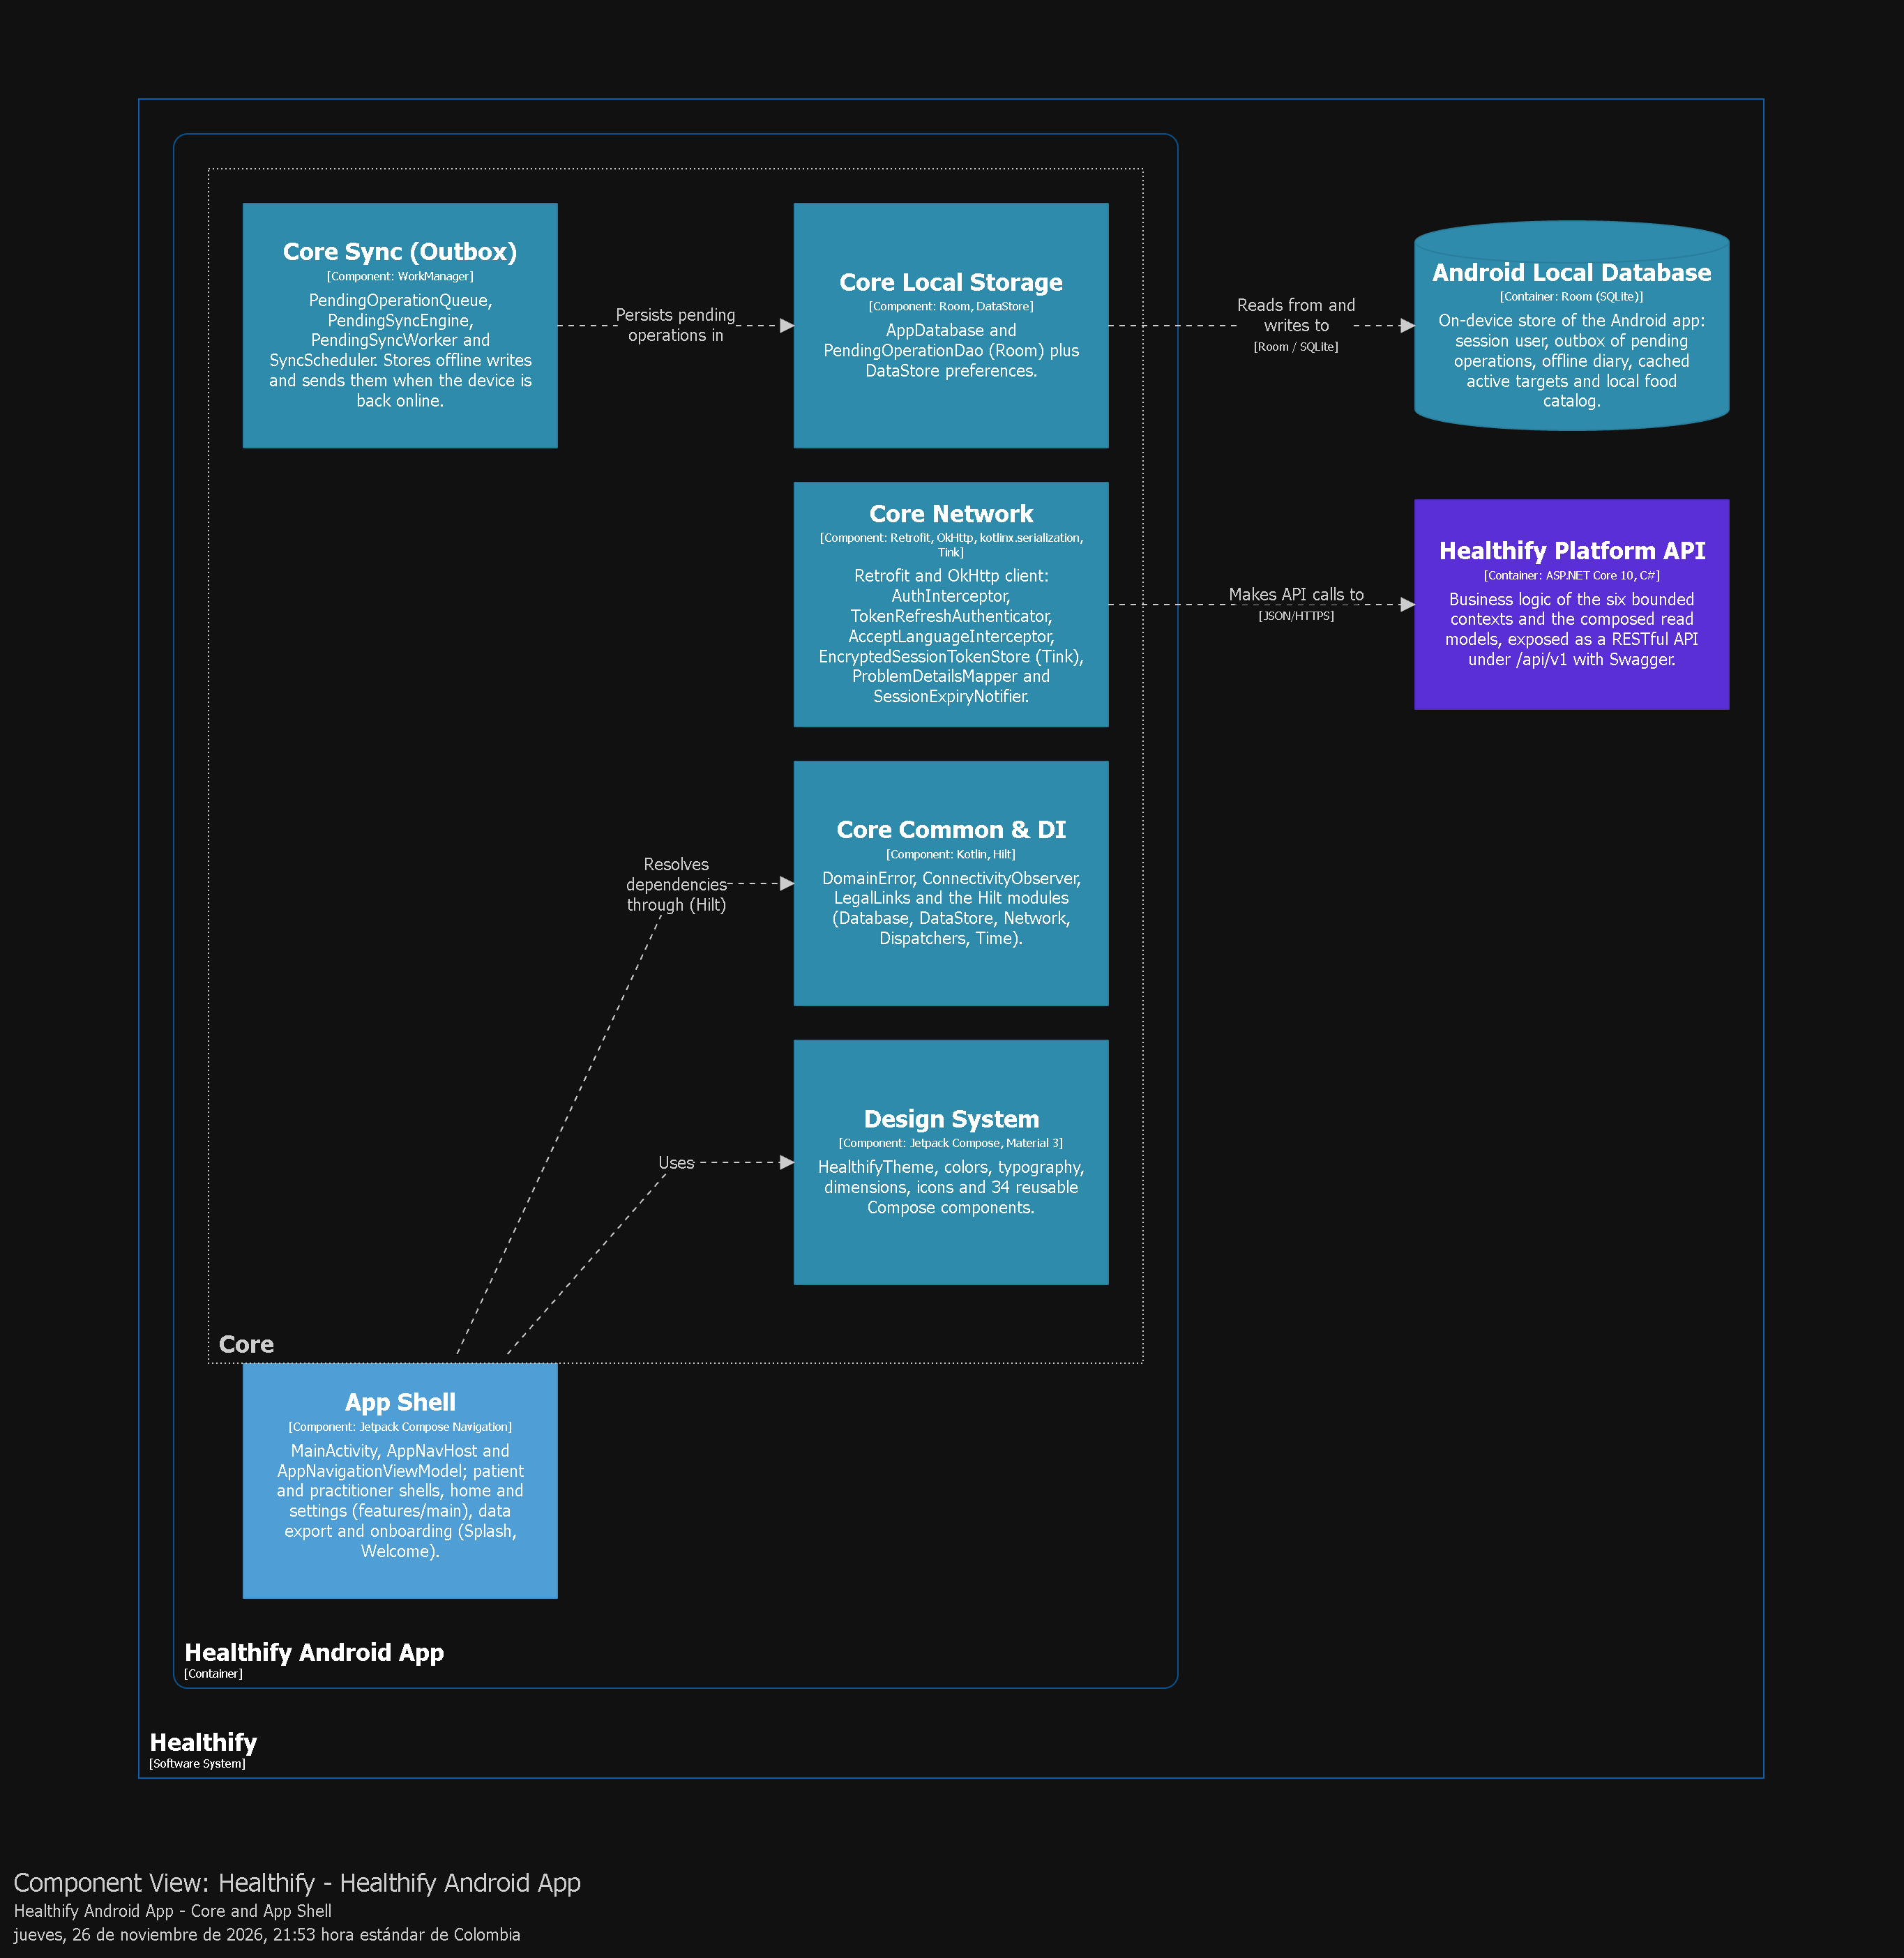 Core Sync (Outbox)
[Component: WorkManager]
PendingOperationQueue,
PendingSyncEngine,
PendingSyncWorker and
SyncScheduler. Stores offline writes
and sends them when the device is
back online.
Persists pending
operations in
Core Local Storage
[Component: Room, DataStore]
AppDatabase and
PendingOperationDao (Room) plus
DataStore preferences.
Reads from and
writes to
[Room / SQLite]
Android Local Database
[Container: Room (SQLite)]
On-device store of the Android app:
session user, outbox of pending
operations, offline diary, cached
active targets and local food
catalog.
Core Network
[Component: Retrofit, OkHttp, kotlinx.serialization,
Tink]
Retrofit and OkHttp client:
AuthInterceptor,
TokenRefreshAuthenticator,
AcceptLanguageInterceptor,
EncryptedSessionTokenStore (Tink),
ProblemDetailsMapper and
SessionExpiryNotifier.
Makes API calls to
[JSON/HTTPS]
Healthify Platform API
[Container: ASP.NET Core 10, C#]
Business logic of the six bounded
contexts and the composed read
models, exposed as a RESTful API
under /api/v1 with Swagger.
Resolves
dependencies
through (Hilt)
Core Common & DI
[Component: Kotlin, Hilt]
DomainError, ConnectivityObserver,
LegalLinks and the Hilt modules
(Database, DataStore, Network,
Dispatchers, Time).
Uses
Design System
[Component: Jetpack Compose, Material 3]
HealthifyTheme, colors, typography,
dimensions, icons and 34 reusable
Compose components.
Core
App Shell
[Component: Jetpack Compose Navigation]
MainActivity, AppNavHost and
AppNavigationViewModel; patient
and practitioner shells, home and
settings (features/main), data
export and onboarding (Splash,
Welcome).
Healthify Android App
[Container]
Healthify
[Software System]
Component View: Healthify - Healthify Android App
Healthify Android App - Core and App Shell
jueves, 26 de noviembre de 2026, 21:53 hora estándar de Colombia